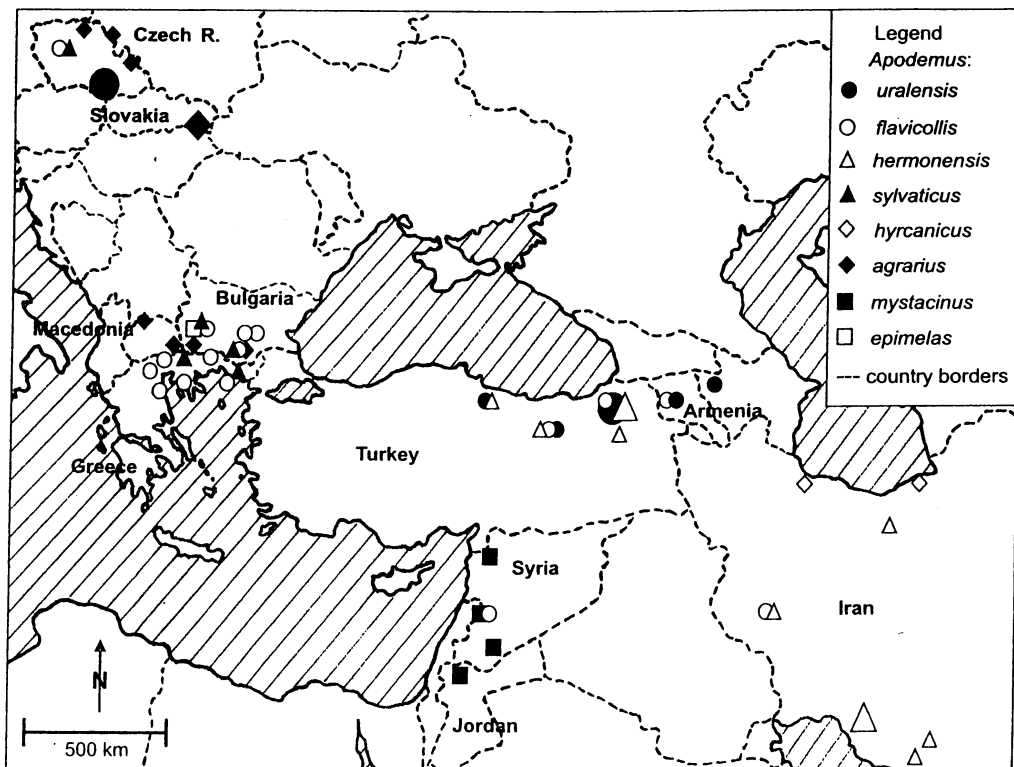 Czech R.
Slovakia
Bulgaria
Macedonia
Greece
Turkey
Armenia
Syria
Jordan
Iran
N
500 km
Legend
Apodemus:
uralensis
flavicollis
hermonensis
sylvaticus
hyrcanicus
agrarius
mystacinus
epimelas
country borders